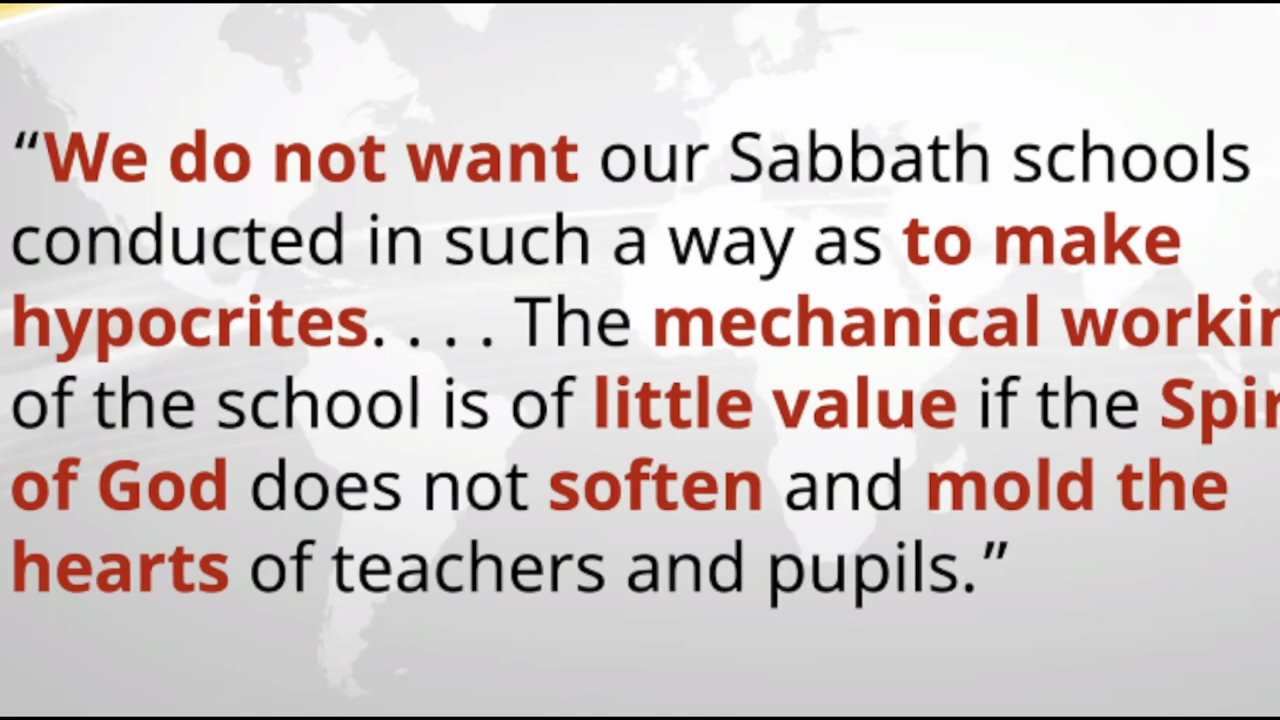 “We do not want our Sabbath schools
conducted in such a way as to make
hypocrites. . . . The mechanical workin
of the school is of little value if the Spir
of God does not soften and mold the
hearts of teachers and pupils.”